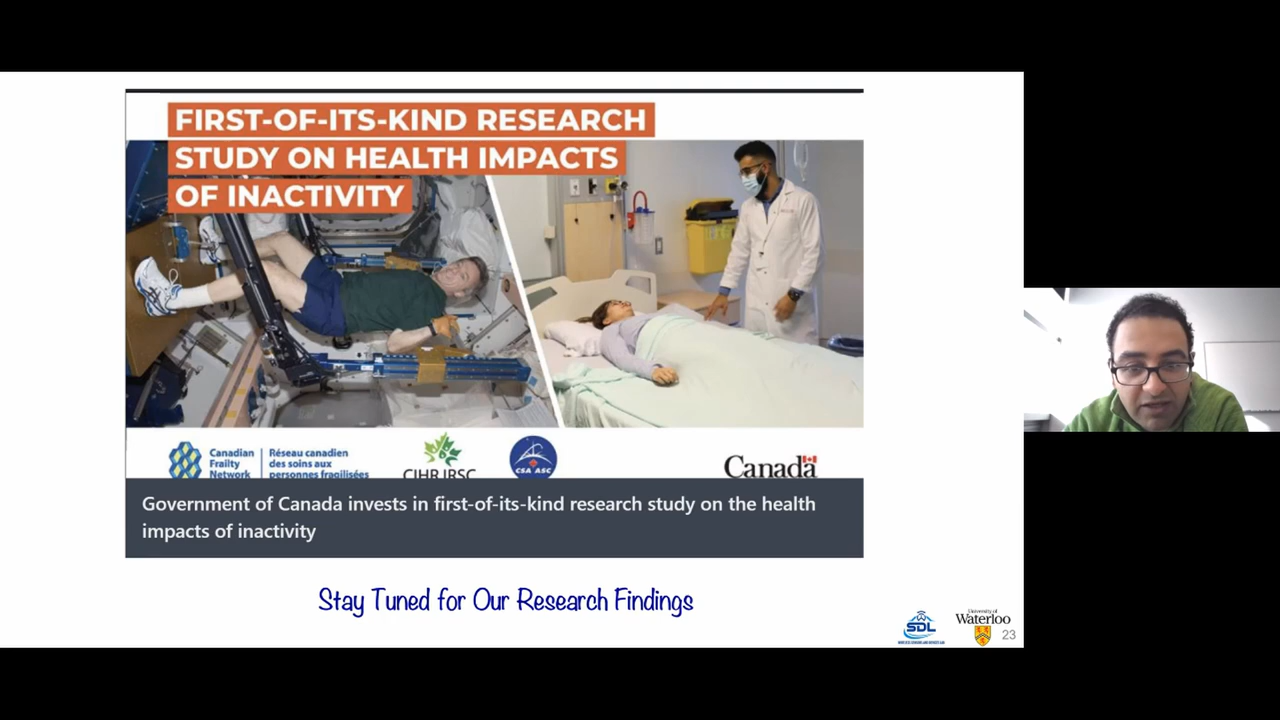 FIRST-OF-ITS-KIND RESEARCH
STUDY ON HEALTH IMPACTS
OF INACTIVITY
Canadian
Frailty
Network
Réseau canadien
des soins aux
personnes fragilisées
CIHR IRSC
CSA ASC
Canada
Government of Canada invests in first-of-its-kind research study on the health
impacts of inactivity
Stay Tuned for Our Research Findings
SDL
University of
Waterloo
23